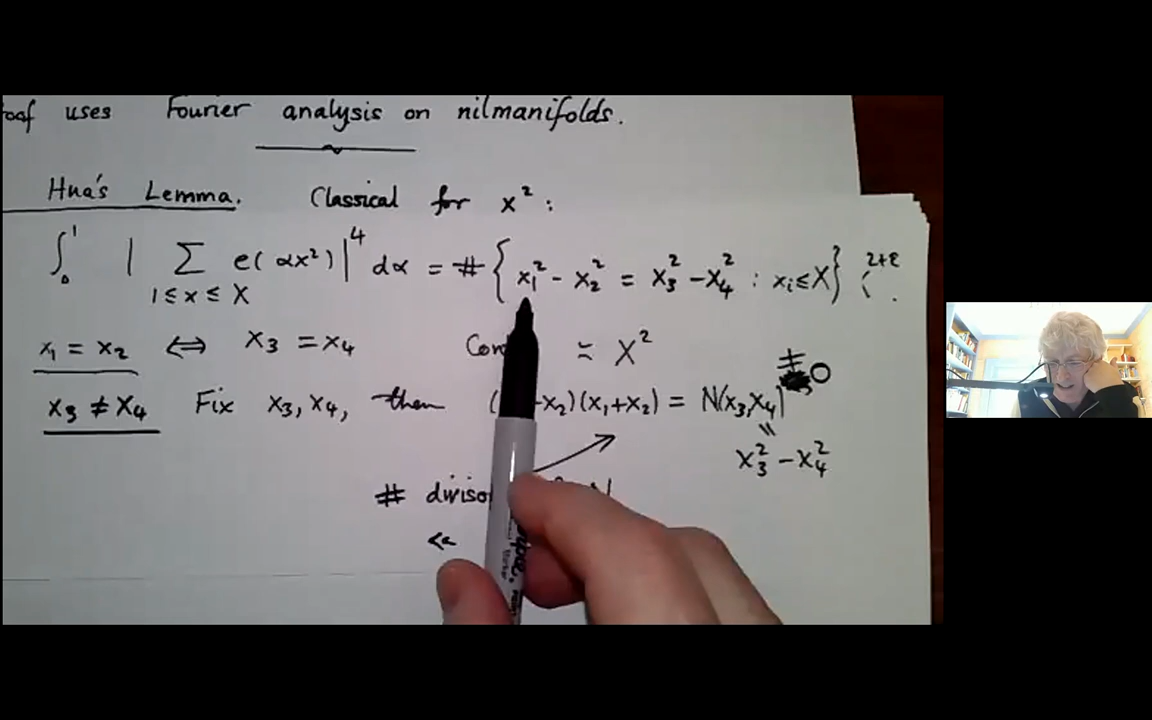 uses Fourier analysis on nilmanifolds.
Hua's Lemma. Classical for x² :
∫₀¹ | Σ_{1≤x≤X} e(αx²) |⁴ dα = # { x₁² - x₂² = x₃² - x₄² : xᵢ ≤ X }
x₁ = x₂ ⇔ x₃ = x₄ ≍ X²
x₃ ≠ x₄ Fix x₃, x₄, then - x₂)(x₁+x₂) = N(x₃,x₄) ≠ 0
x₃² - x₄²
#
≪